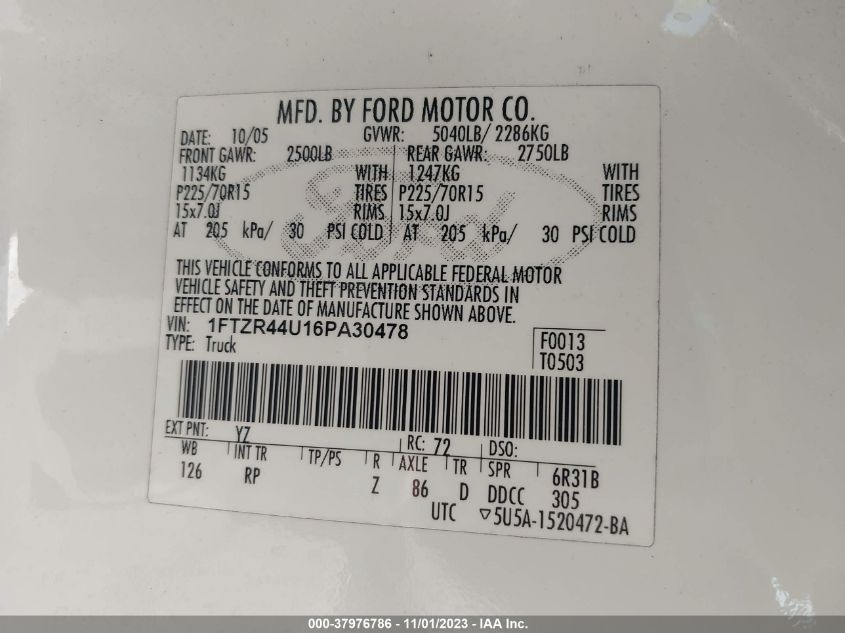 MFD. BY FORD MOTOR CO.
DATE: 10/05 GVWR: 5040LB/ 2286KG
FRONT GAWR: 2500LB REAR GAWR: 2750LB
1134KG WITH 1247KG WITH
P225/70R15 TIRES P225/70R15 TIRES
15x7.0J RIMS 15x7.0J RIMS
AT 205 kPa/ 30 PSI COLD AT 205 kPa/ 30 PSI COLD
Ford
THIS VEHICLE CONFORMS TO ALL APPLICABLE FEDERAL MOTOR
VEHICLE SAFETY AND THEFT PREVENTION STANDARDS IN
EFFECT ON THE DATE OF MANUFACTURE SHOWN ABOVE.
VIN: 1FTZR44U16PA30478 F0013
TYPE: Truck T0503
EXT PNT: YZ RC: 72 DSO:
WB INT TR TP/PS R AXLE TR SPR 6R31B
126 RP Z 86 D DDCC 305
UTC ▽5U5A-1520472-BA
000-37976786 - 11/01/2023 - IAA Inc.